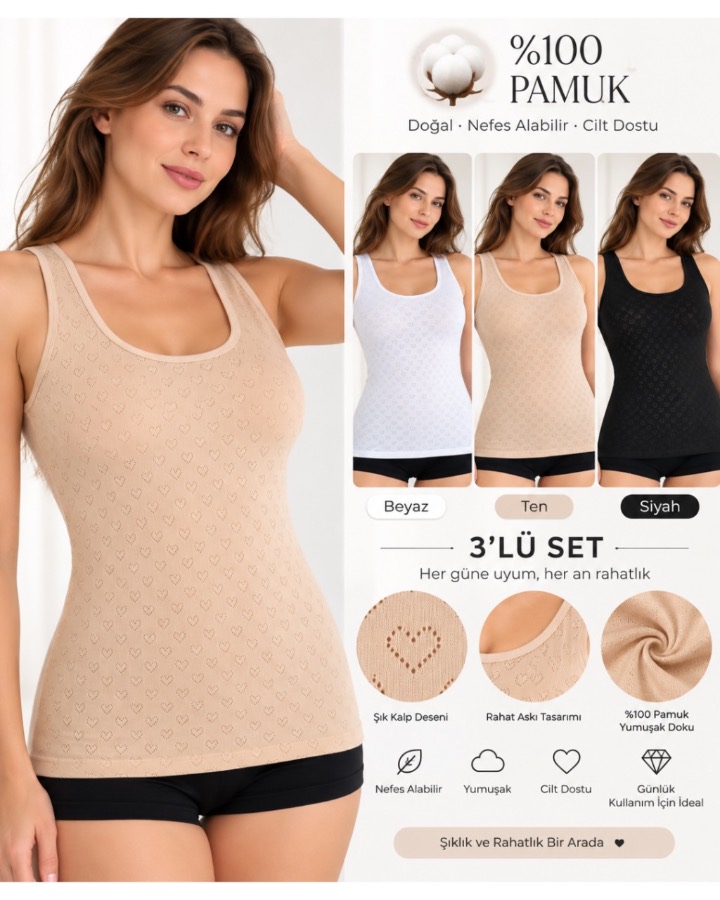 %100
PAMUK
Doğal · Nefes Alabilir · Cilt Dostu
Beyaz
Ten
Siyah
3'LÜ SET
Her güne uyum, her an rahatlık
Şık Kalp Deseni
Rahat Askı Tasarımı
%100 Pamuk
Yumuşak Doku
Nefes Alabilir
Yumuşak
Cilt Dostu
Günlük
Kullanım İçin İdeal
Şıklık ve Rahatlık Bir Arada